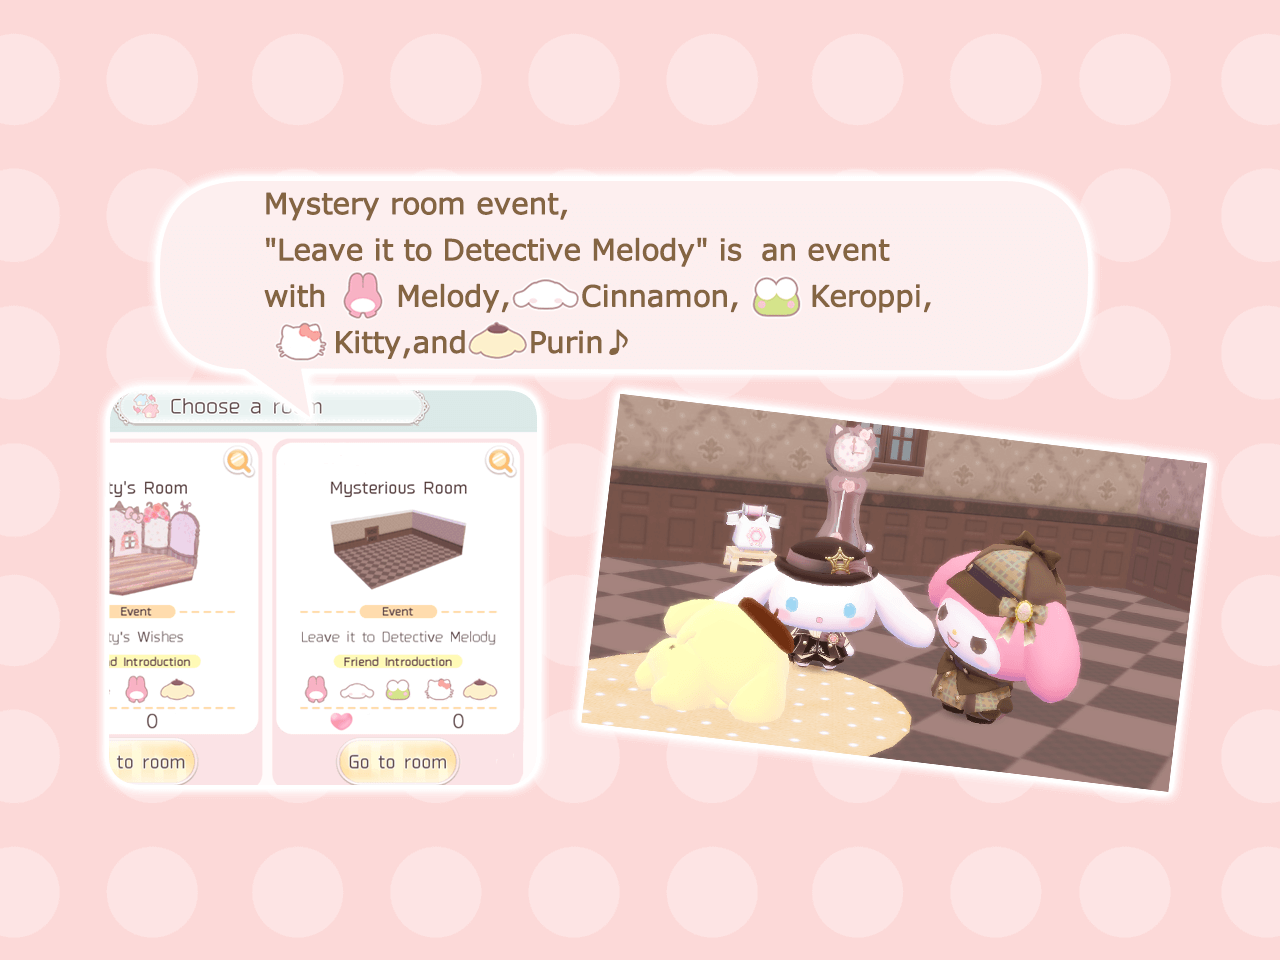 Mystery room event,
"Leave it to Detective Melody" is an event
with Melody, Cinnamon, Keroppi,
Kitty,and Purin♪
Choose a room
ty's Room
Event
ty's Wishes
d Introduction
0
to room
Mysterious Room
Event
Leave it to Detective Melody
Friend Introduction
0
Go to room